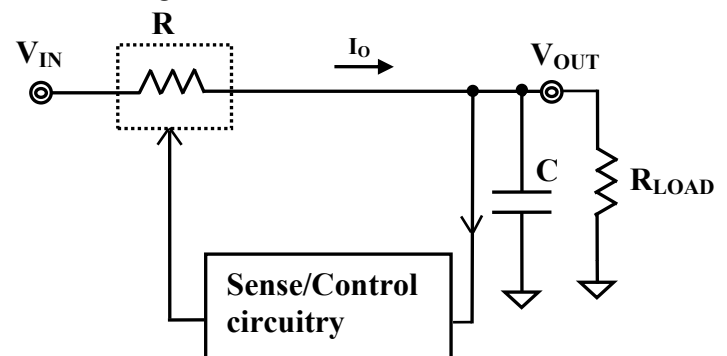 R
V_IN
I_O
V_OUT
C
R_LOAD
Sense/Control
circuitry